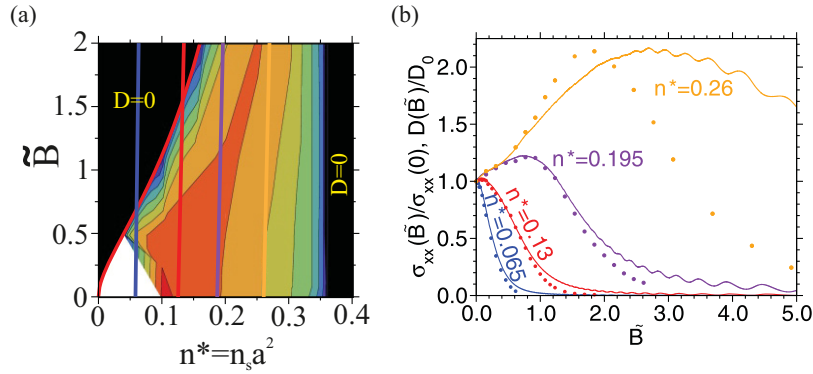 (a)
2
1.5
1
0.5
0
B̃
D=0
D=0
0
0.1
0.2
0.3
0.4
n*=nₛa²
(b)
2.0
1.5
1.0
0.5
0.0
σₓₓ(B̃)/σₓₓ(0), D(B̃)/D₀
n*=0.26
n*=0.195
n*=0.13
n*=0.065
0.0
1.0
2.0
3.0
4.0
5.0
B̃